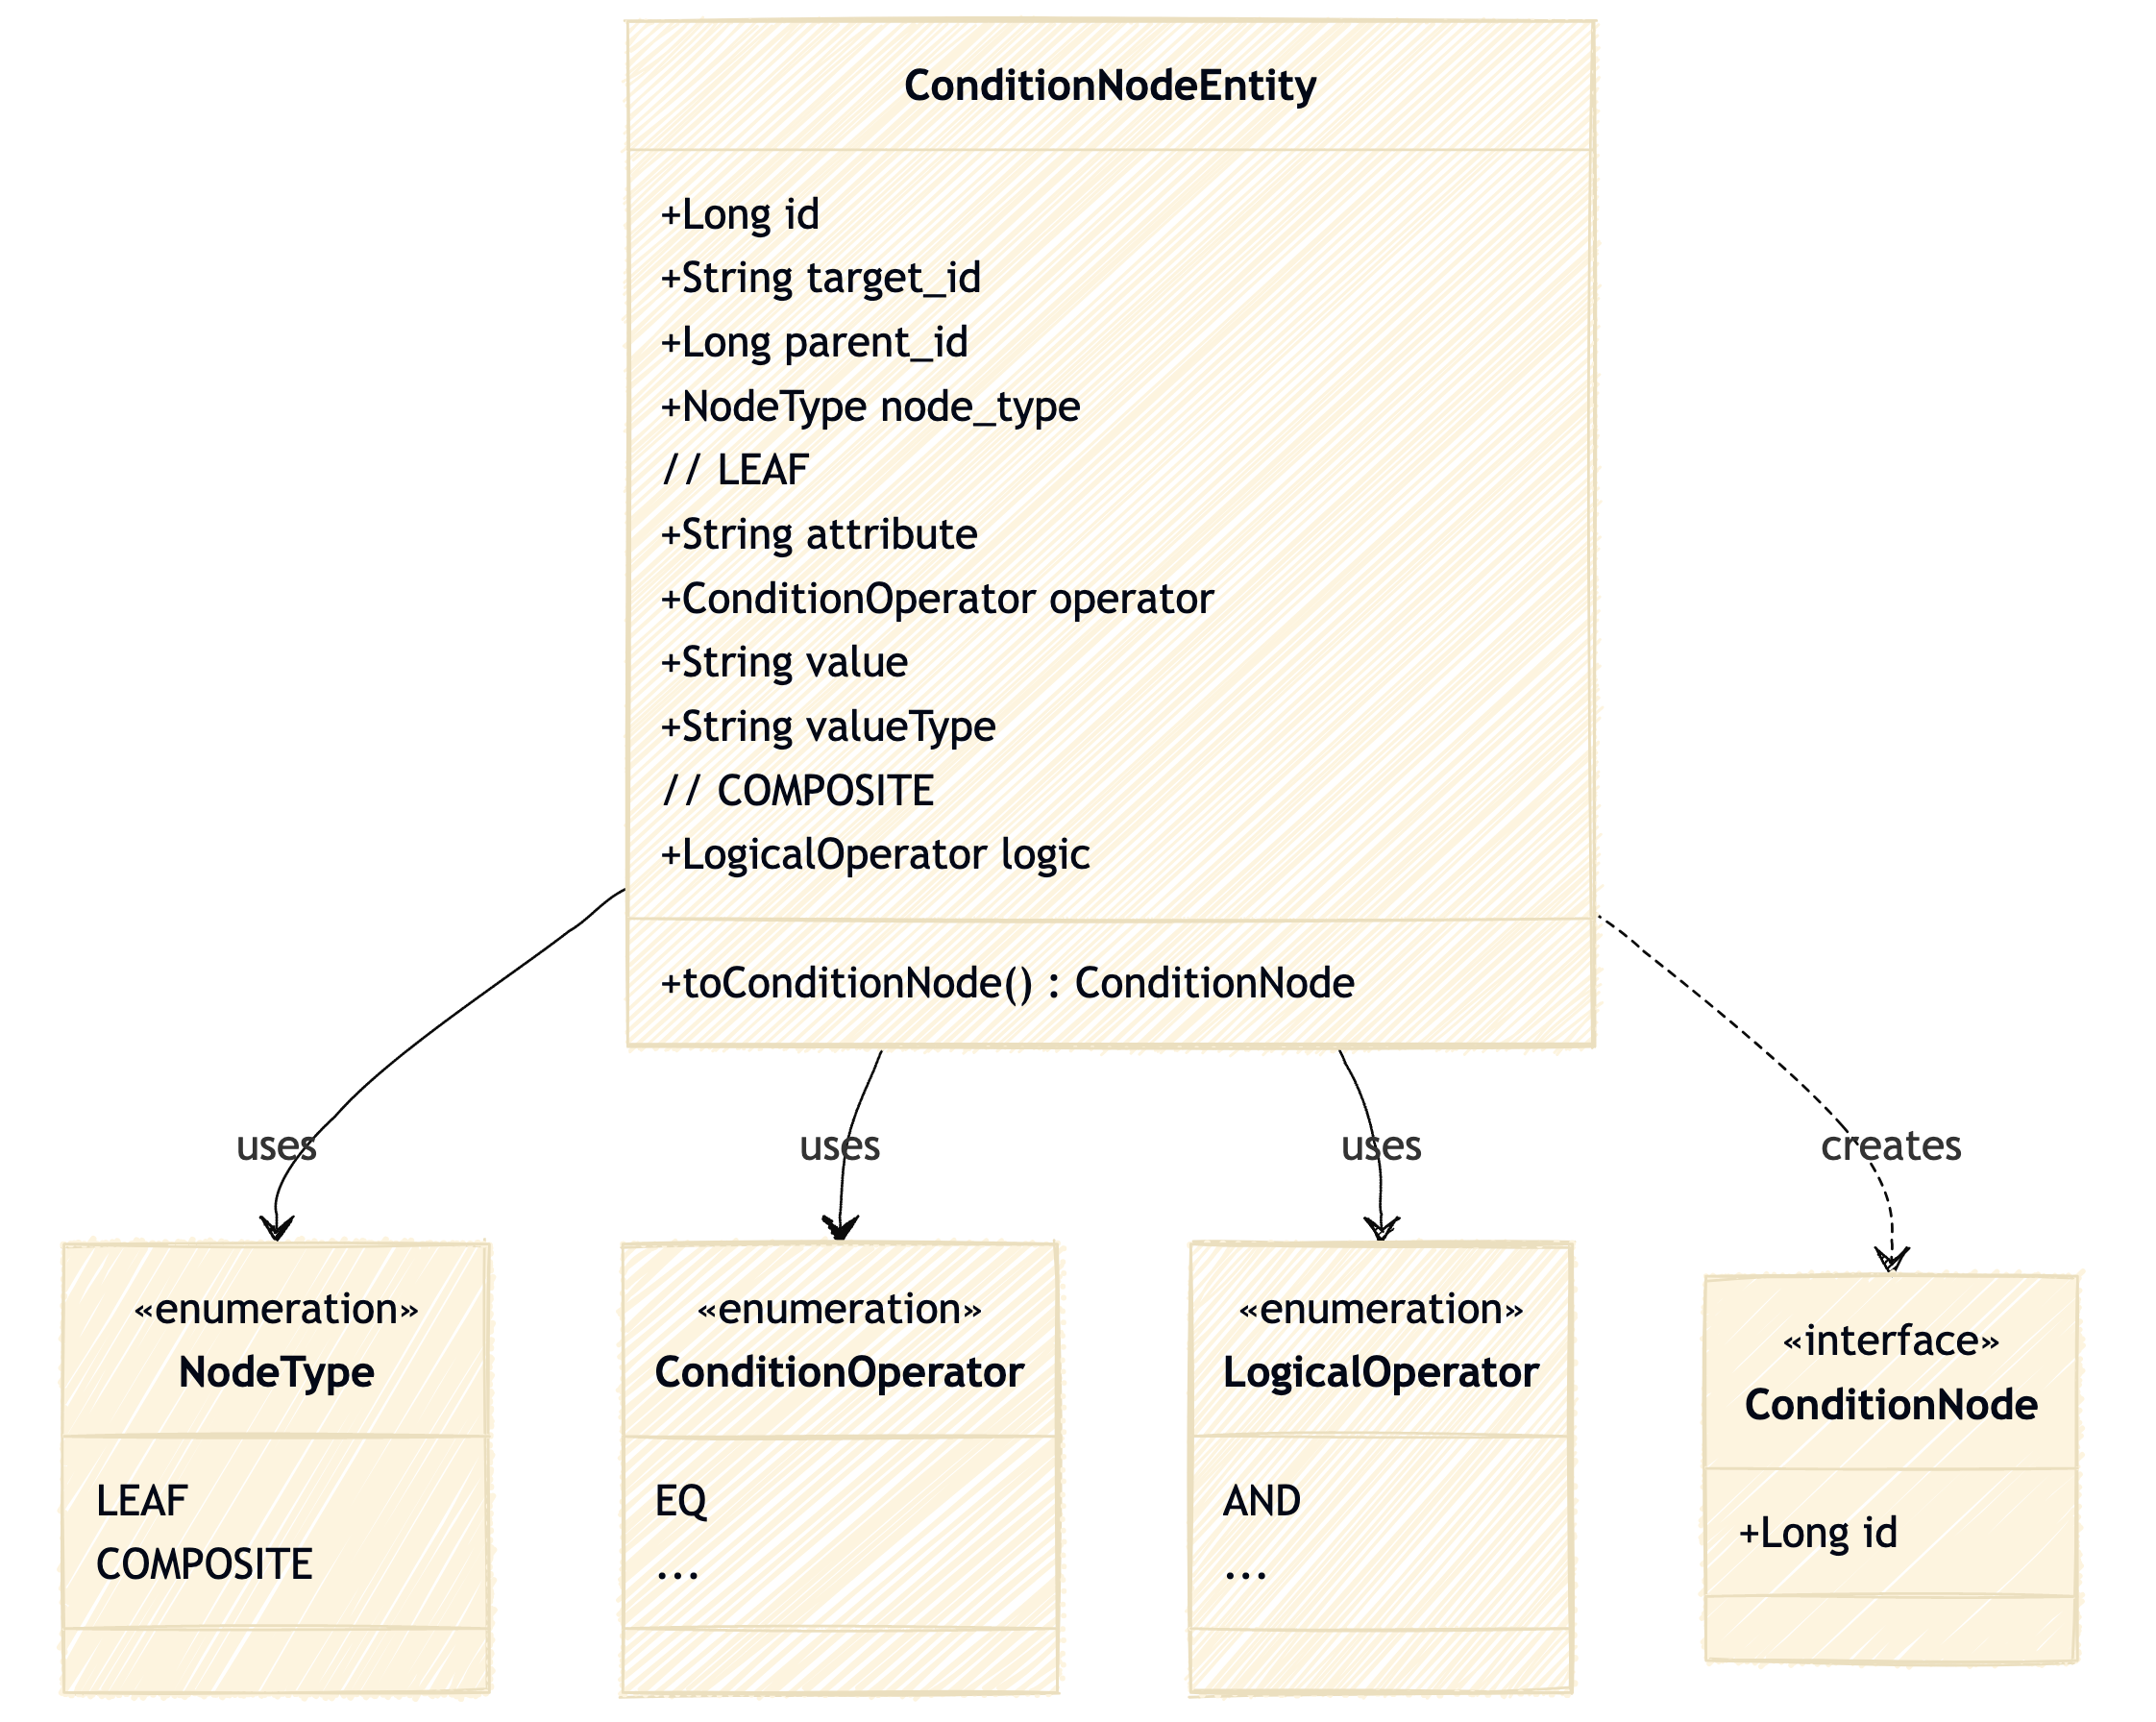 ConditionNodeEntity
+Long id
+String target_id
+Long parent_id
+NodeType node_type
// LEAF
+String attribute
+ConditionOperator operator
+String value
+String valueType
// COMPOSITE
+LogicalOperator logic
+toConditionNode() : ConditionNode
uses
uses
uses
creates
«enumeration»
NodeType
LEAF
COMPOSITE
«enumeration»
ConditionOperator
EQ
...
«enumeration»
LogicalOperator
AND
...
«interface»
ConditionNode
+Long id